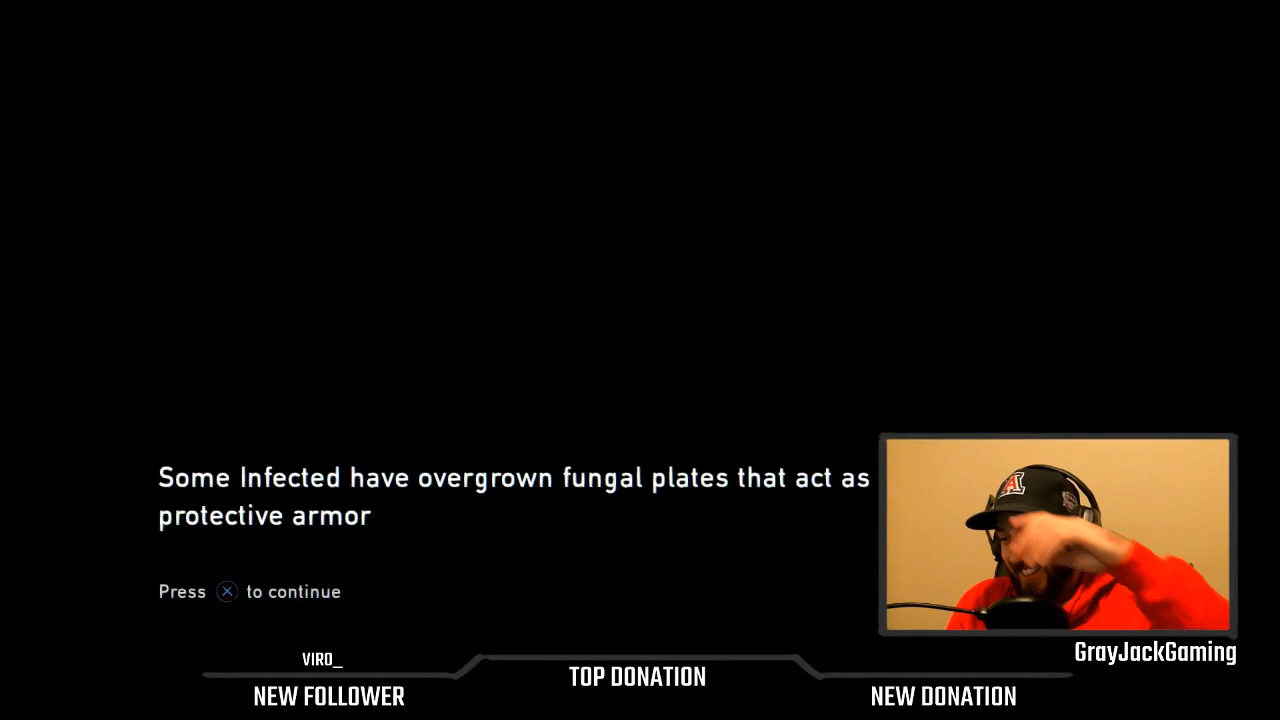 Some Infected have overgrown fungal plates that act as
protective armor
Press ⓧ to continue
A
GrayJackGaming
VIRO_
NEW FOLLOWER
TOP DONATION
NEW DONATION